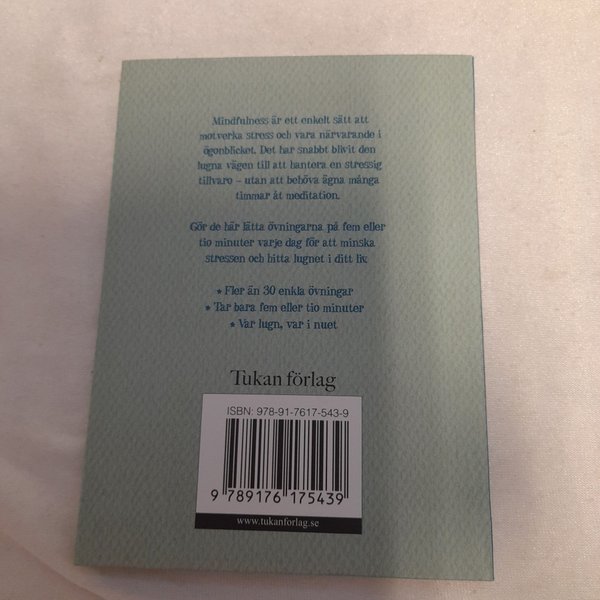 Mindfulness är ett enkelt sätt att
motverka stress och vara närvarande i
ögonblicket. Det har snabbt blivit den
lugna vägen till att hantera en stressig
tillvaro – utan att behöva ägna många
timmar åt meditation.
Gör de här lätta övningarna på fem eller
tio minuter varje dag för att minska
stressen och hitta lugnet i ditt liv.
* Fler än 30 enkla övningar
* Tar bara fem eller tio minuter
* Var lugn, var i nuet
Tukan förlag
ISBN: 978-91-7617-543-9
9 789176 175439
www.tukanforlag.se